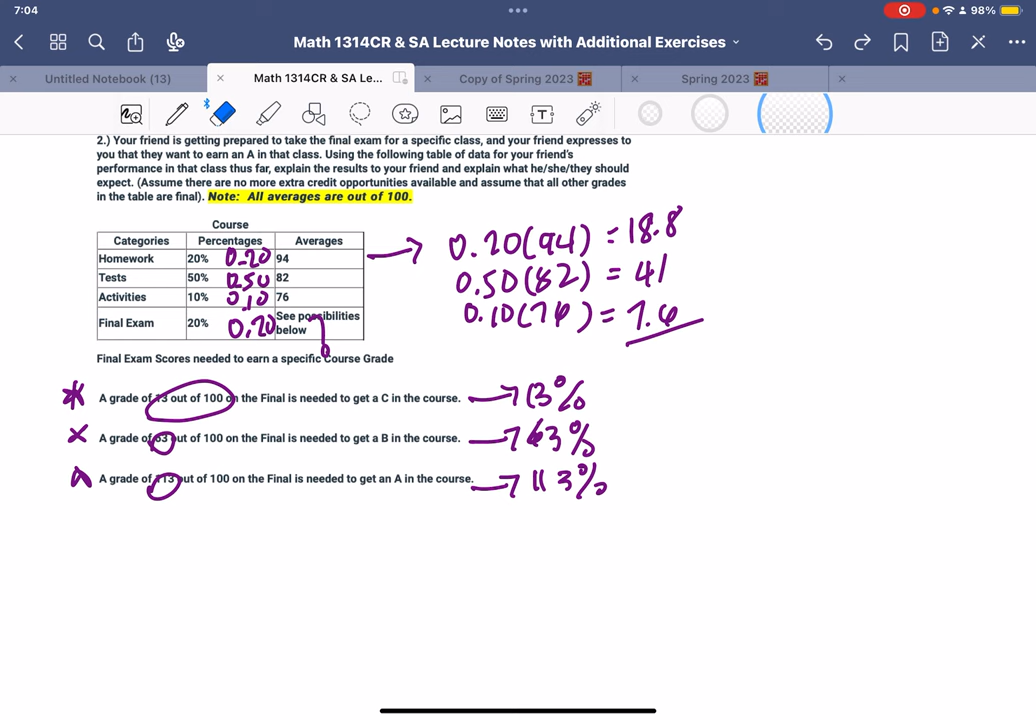 7:04
98%
Math 1314CR & SA Lecture Notes with Additional Exercises
Untitled Notebook (13)
Math 1314CR & SA Le...
Copy of Spring 2023
Spring 2023
2.) Your friend is getting prepared to take the final exam for a specific class, and your friend expresses to
you that they want to earn an A in that class. Using the following table of data for your friend's
performance in that class thus far, explain the results to your friend and explain what he/she/they should
expect. (Assume there are no more extra credit opportunities available and assume that all other grades
in the table are final). Note: All averages are out of 100.
Course
Categories Percentages Averages
Homework 20% 0.20 94
Tests 50% 0.50 82
Activities 10% 0.10 76
Final Exam 20% 0.20 See possibilities
below
0.20(94) = 18.8
0.50(82) = 41
0.10(76) = 7.6
Final Exam Scores needed to earn a specific Course Grade
A grade of 13 out of 100 on the Final is needed to get a C in the course. → 13%
A grade of 63 out of 100 on the Final is needed to get a B in the course. → 63%
A grade of 113 out of 100 on the Final is needed to get an A in the course. → 113%